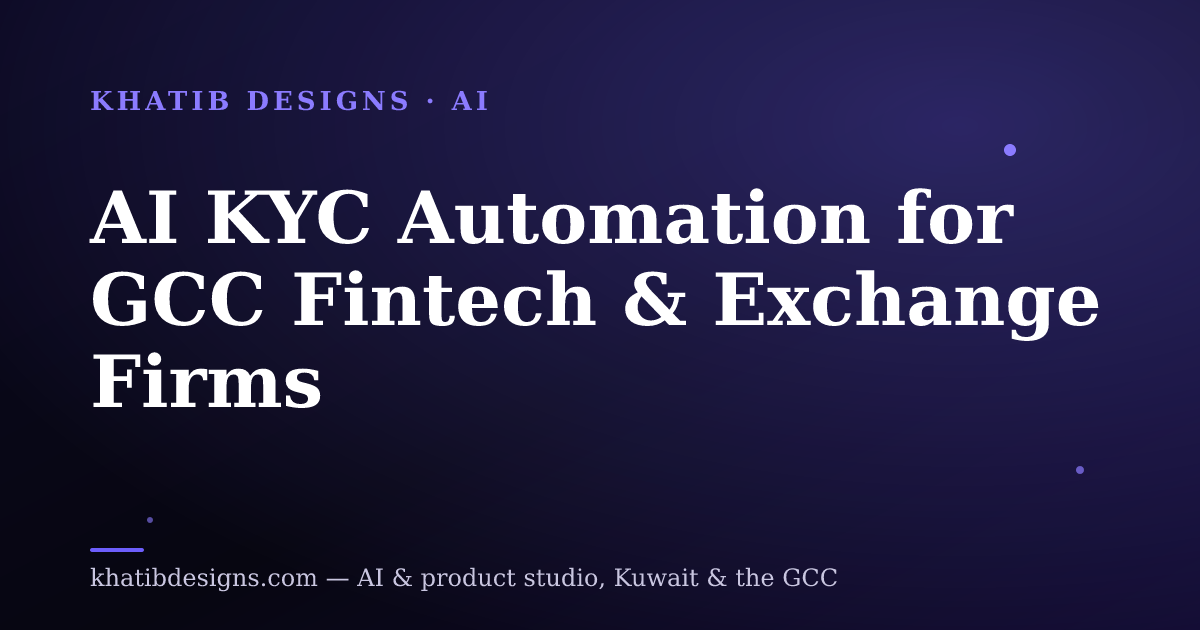 KHATIB DESIGNS · AI
AI KYC Automation for
GCC Fintech & Exchange
Firms
khatibdesigns.com — AI & product studio, Kuwait & the GCC